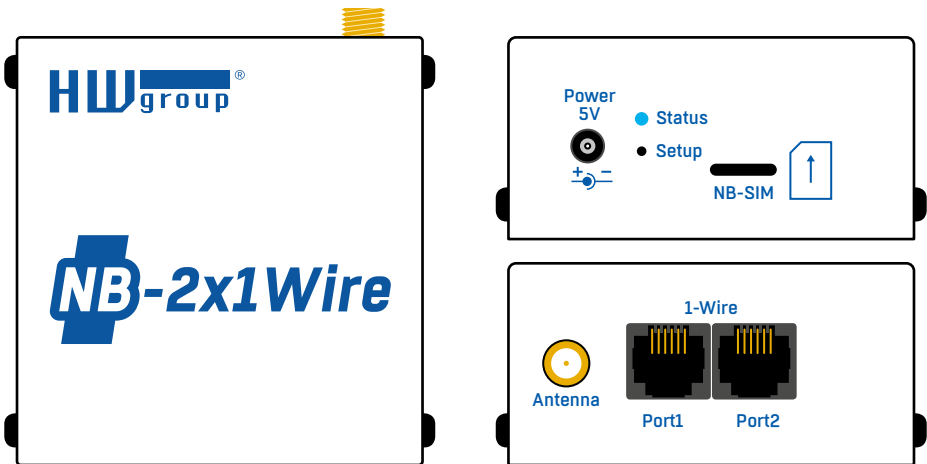 HW group ®
NB-2x1Wire
Power
5V
Status
Setup
+ −
NB-SIM
1-Wire
Antenna
Port1
Port2